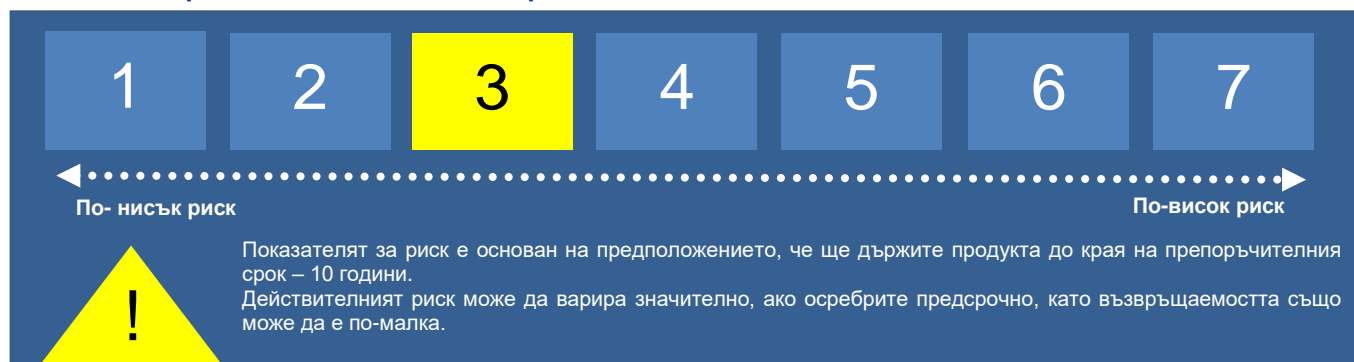 1 2 3 4 5 6 7
По- нисък риск
По-висок риск
!
Показателят за риск е основан на предположението, че ще държите продукта до края на препоръчителния
срок – 10 години.
Действителният риск може да варира значително, ако осребрите предсрочно, като възвръщаемостта също
може да е по-малка.